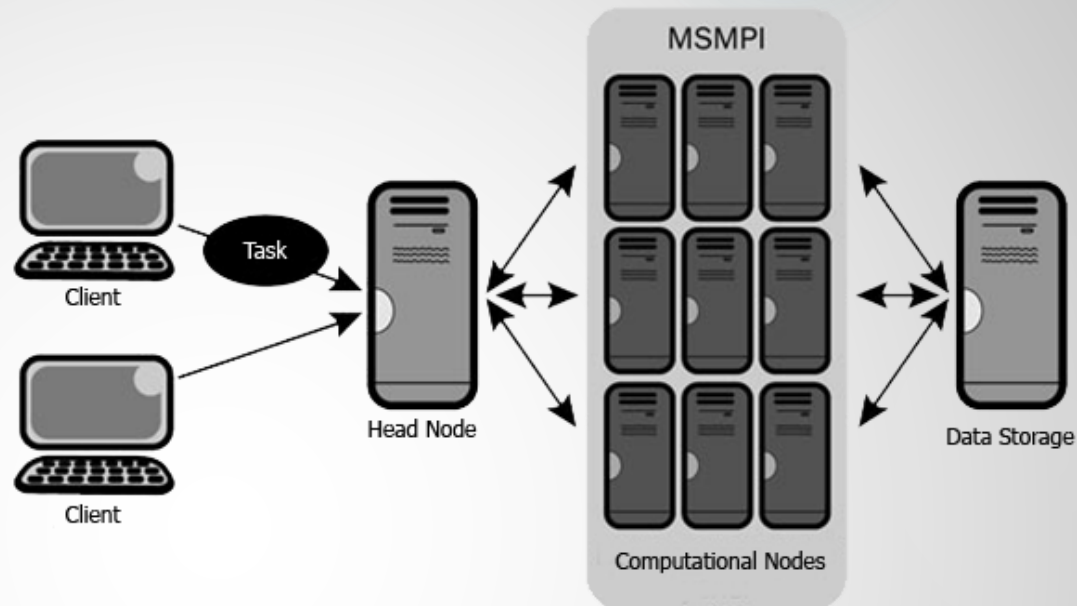 MSMPI
Task
Client
Head Node
Data Storage
Client
Computational Nodes